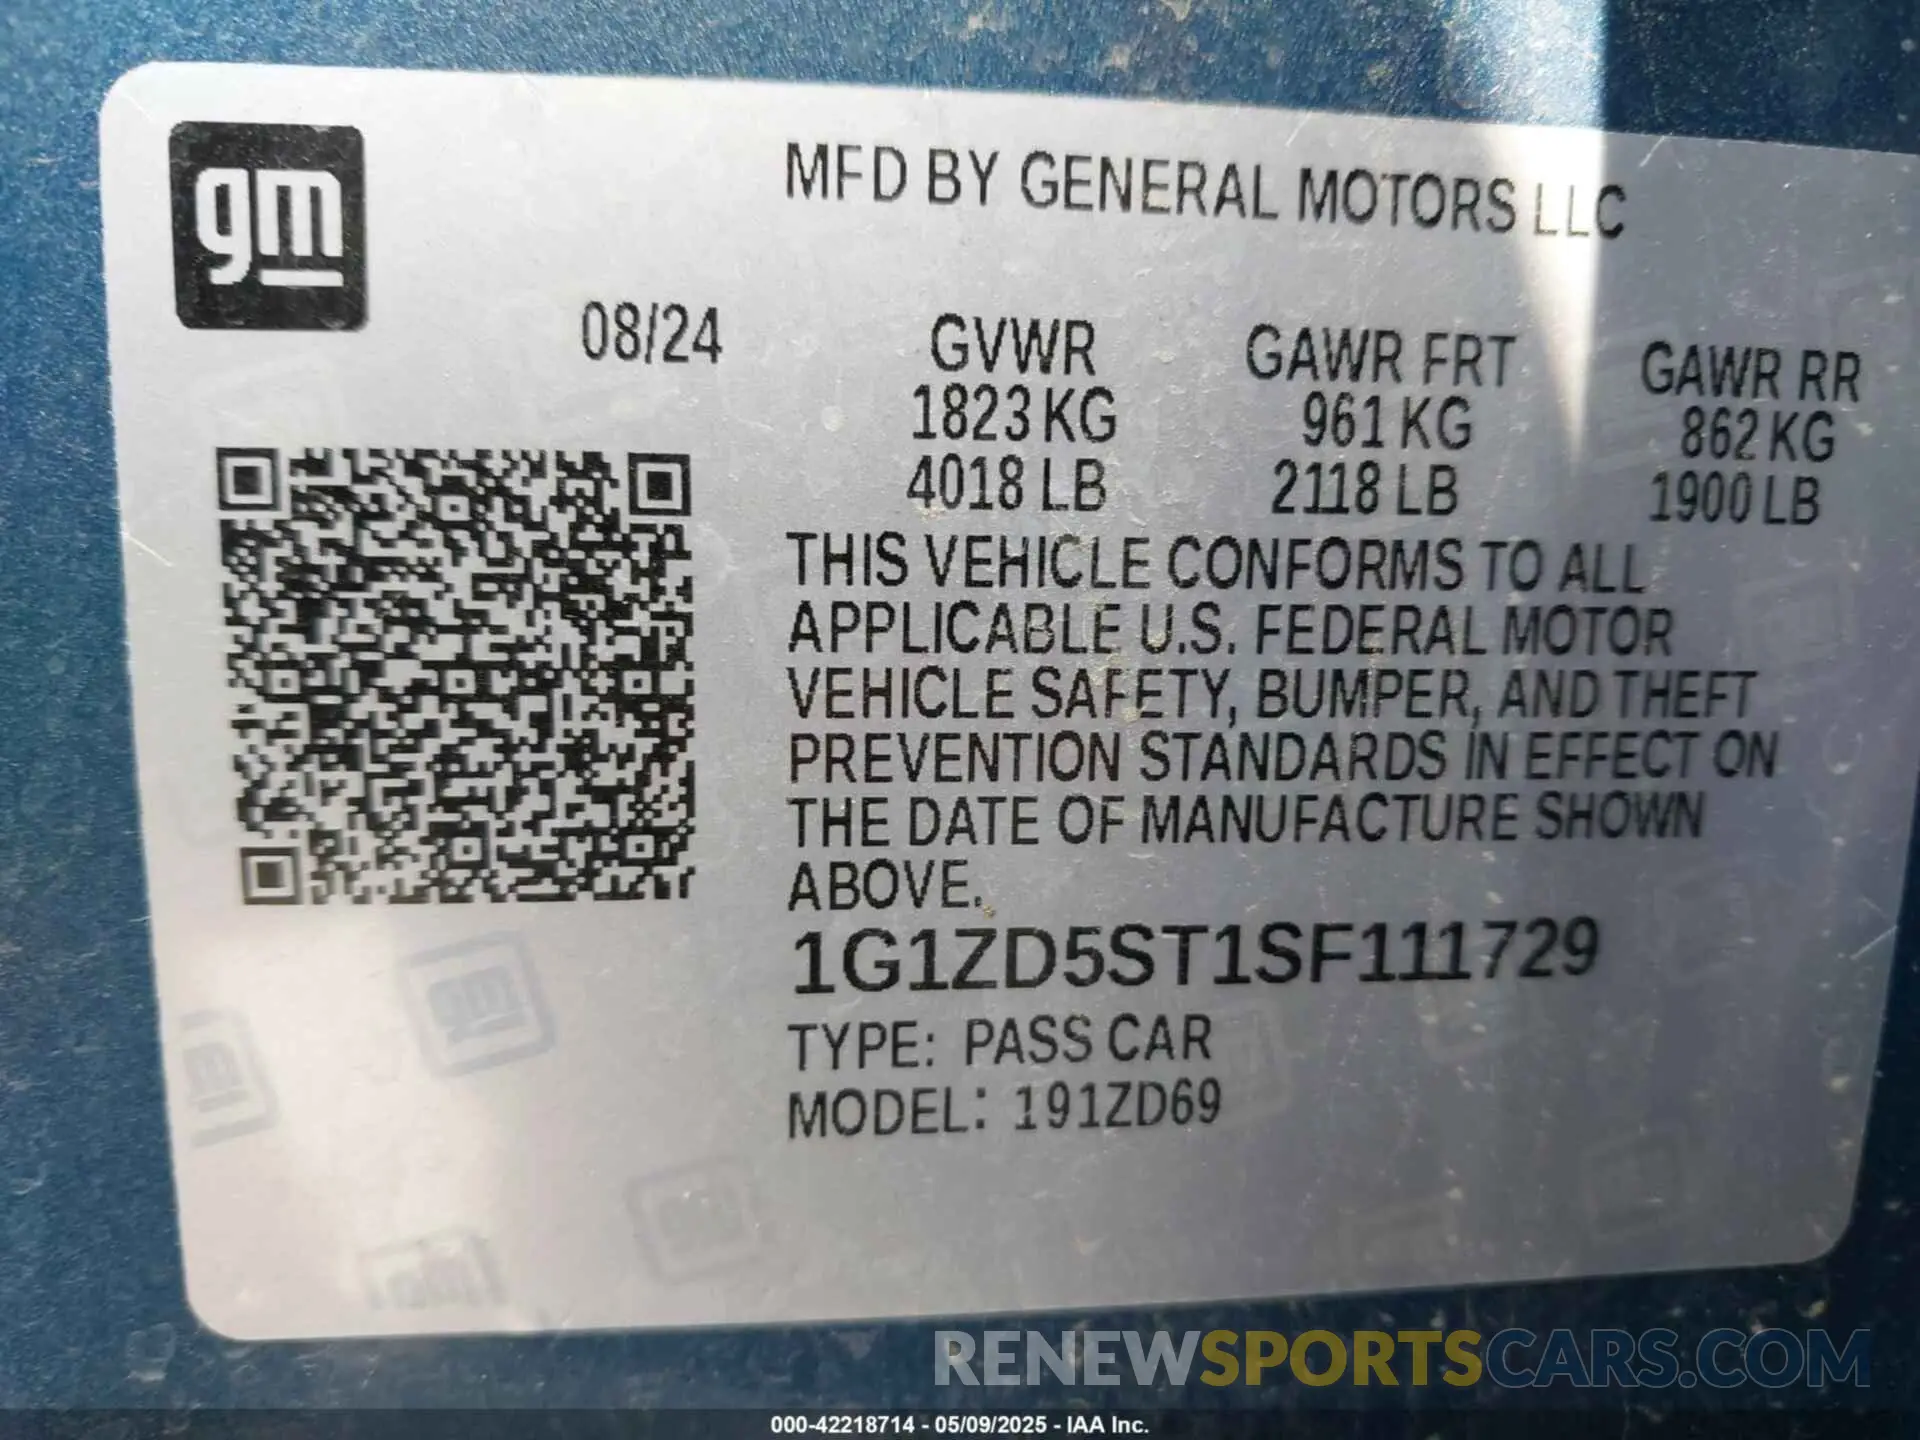 gm
MFD BY GENERAL MOTORS LLC
08/24
GVWR GAWR FRT GAWR RR
1823 KG 961 KG 862 KG
4018 LB 2118 LB 1900 LB
THIS VEHICLE CONFORMS TO ALL
APPLICABLE U.S. FEDERAL MOTOR
VEHICLE SAFETY, BUMPER, AND THEFT
PREVENTION STANDARDS IN EFFECT ON
THE DATE OF MANUFACTURE SHOWN
ABOVE.
1G1ZD5ST1SF111729
TYPE: PASS CAR
MODEL: 191ZD69
RENEWSPORTSCARS.COM
000-42218714 - 05/09/2025 - IAA Inc.